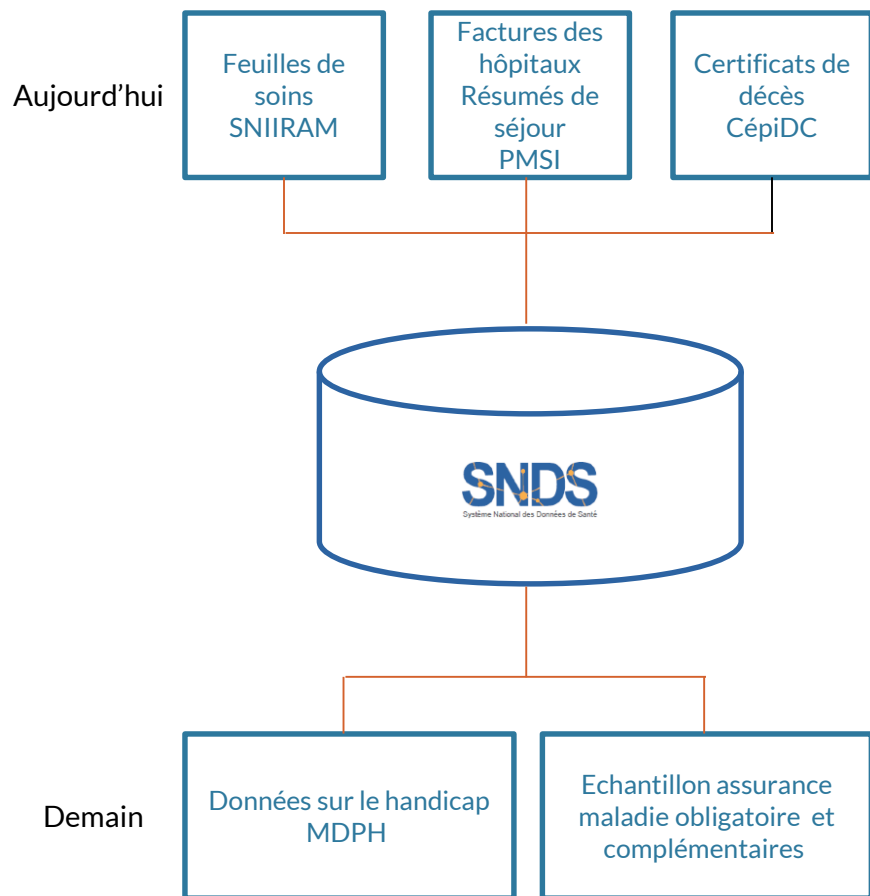 Aujourd’hui
Feuilles de
soins
SNIIRAM
Factures des
hôpitaux
Résumés de
séjour
PMSI
Certificats de
décès
CépiDC
SNDS
Système National des Données de Santé
Demain
Données sur le handicap
MDPH
Echantillon assurance
maladie obligatoire et
complémentaires